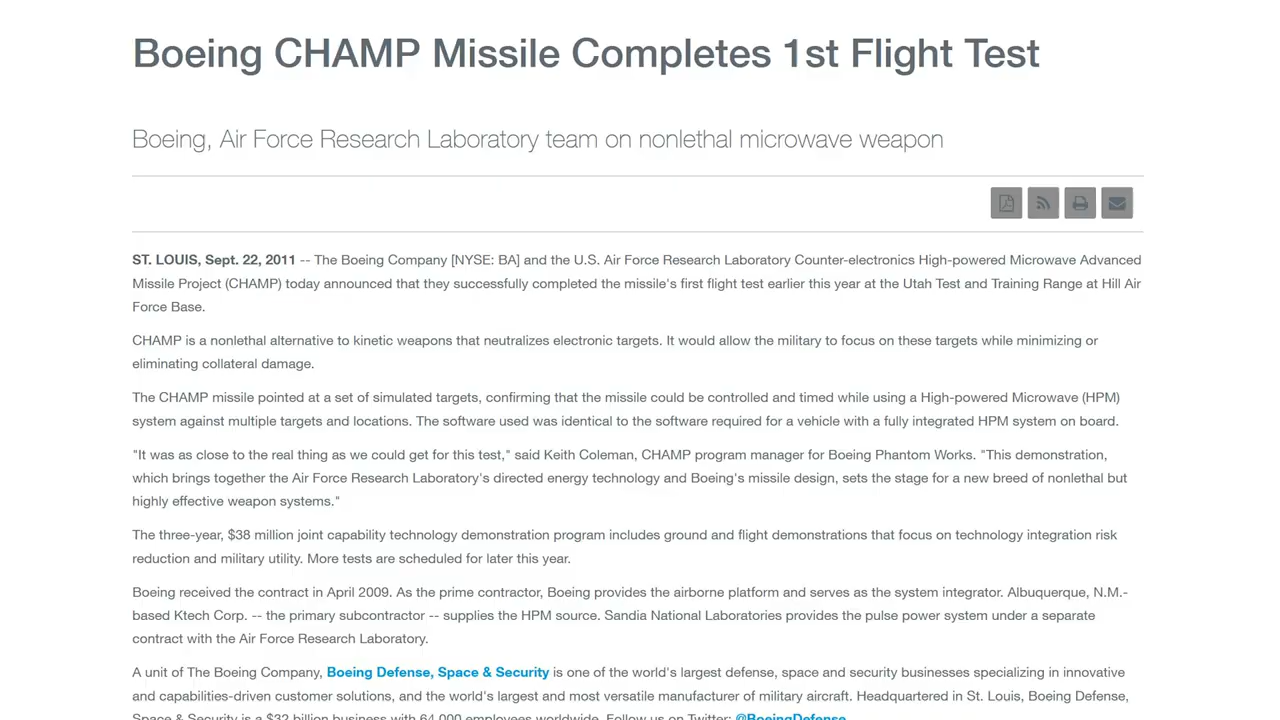 Boeing CHAMP Missile Completes 1st Flight Test
Boeing, Air Force Research Laboratory team on nonlethal microwave weapon
ST. LOUIS, Sept. 22, 2011 -- The Boeing Company [NYSE: BA] and the U.S. Air Force Research Laboratory Counter-electronics High-powered Microwave Advanced
Missile Project (CHAMP) today announced that they successfully completed the missile's first flight test earlier this year at the Utah Test and Training Range at Hill Air
Force Base.
CHAMP is a nonlethal alternative to kinetic weapons that neutralizes electronic targets. It would allow the military to focus on these targets while minimizing or
eliminating collateral damage.
The CHAMP missile pointed at a set of simulated targets, confirming that the missile could be controlled and timed while using a High-powered Microwave (HPM)
system against multiple targets and locations. The software used was identical to the software required for a vehicle with a fully integrated HPM system on board.
"It was as close to the real thing as we could get for this test," said Keith Coleman, CHAMP program manager for Boeing Phantom Works. "This demonstration,
which brings together the Air Force Research Laboratory's directed energy technology and Boeing's missile design, sets the stage for a new breed of nonlethal but
highly effective weapon systems."
The three-year, $38 million joint capability technology demonstration program includes ground and flight demonstrations that focus on technology integration risk
reduction and military utility. More tests are scheduled for later this year.
Boeing received the contract in April 2009. As the prime contractor, Boeing provides the airborne platform and serves as the system integrator. Albuquerque, N.M.-
based Ktech Corp. -- the primary subcontractor -- supplies the HPM source. Sandia National Laboratories provides the pulse power system under a separate
contract with the Air Force Research Laboratory.
A unit of The Boeing Company, Boeing Defense, Space & Security is one of the world's largest defense, space and security businesses specializing in innovative
and capabilities-driven customer solutions, and the world's largest and most versatile manufacturer of military aircraft. Headquartered in St. Louis, Boeing Defense,
Space & Security is a $32 billion business with 64,000 employees worldwide. Follow us on Twitter: @BoeingDefense.